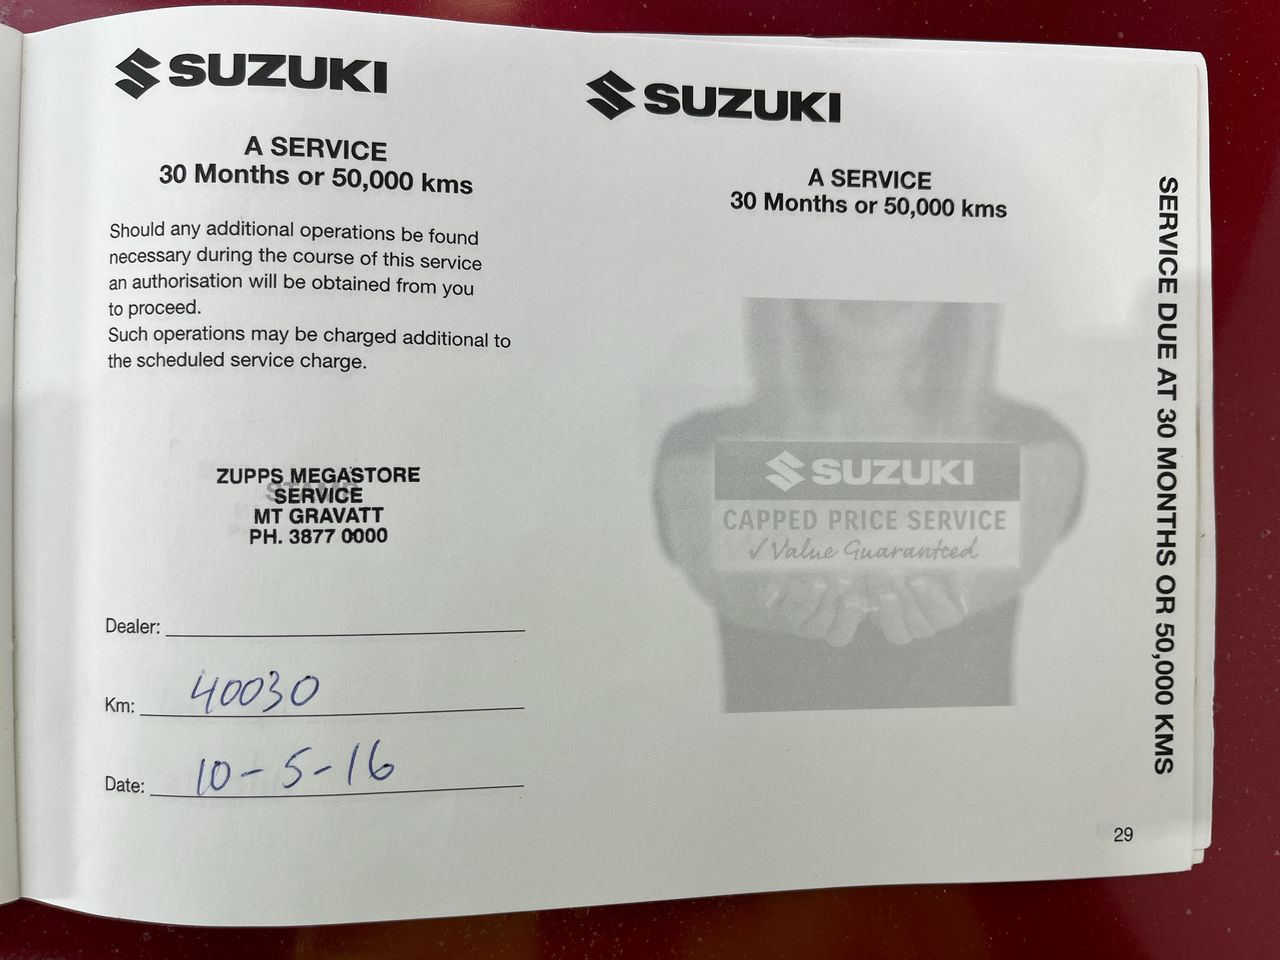 SUZUKI
A SERVICE
30 Months or 50,000 kms
Should any additional operations be found
necessary during the course of this service
an authorisation will be obtained from you
to proceed.
Such operations may be charged additional to
the scheduled service charge.
STAMP
ZUPPS MEGASTORE
SERVICE
MT GRAVATT
PH. 3877 0000
Dealer:
Km: 40030
Date: 10-5-16
SUZUKI
A SERVICE
30 Months or 50,000 kms
SUZUKI
CAPPED PRICE SERVICE
✓Value Guaranteed
SERVICE DUE AT 30 MONTHS OR 50,000 KMS
29